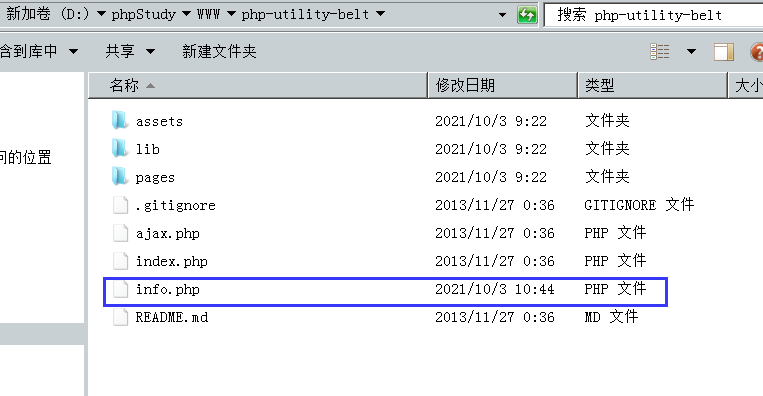 新加卷 (D:) phpStudy WWW php-utility-belt 搜索 php-utility-belt
含到库中 共享 新建文件夹
名称 修改日期 类型 大小
assets 2021/10/3 9:22 文件夹
lib 2021/10/3 9:22 文件夹
问的位置
pages 2021/10/3 9:22 文件夹
.gitignore 2013/11/27 0:36 GITIGNORE 文件
ajax.php 2013/11/27 0:36 PHP 文件
index.php 2013/11/27 0:36 PHP 文件
info.php 2021/10/3 10:44 PHP 文件
README.md 2013/11/27 0:36 MD 文件